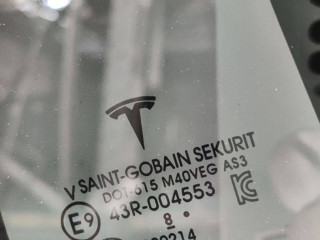 V SAINT-GOBAIN SEKURIT
DOT-615 M40VEG AS3
E9 43R-004553
8